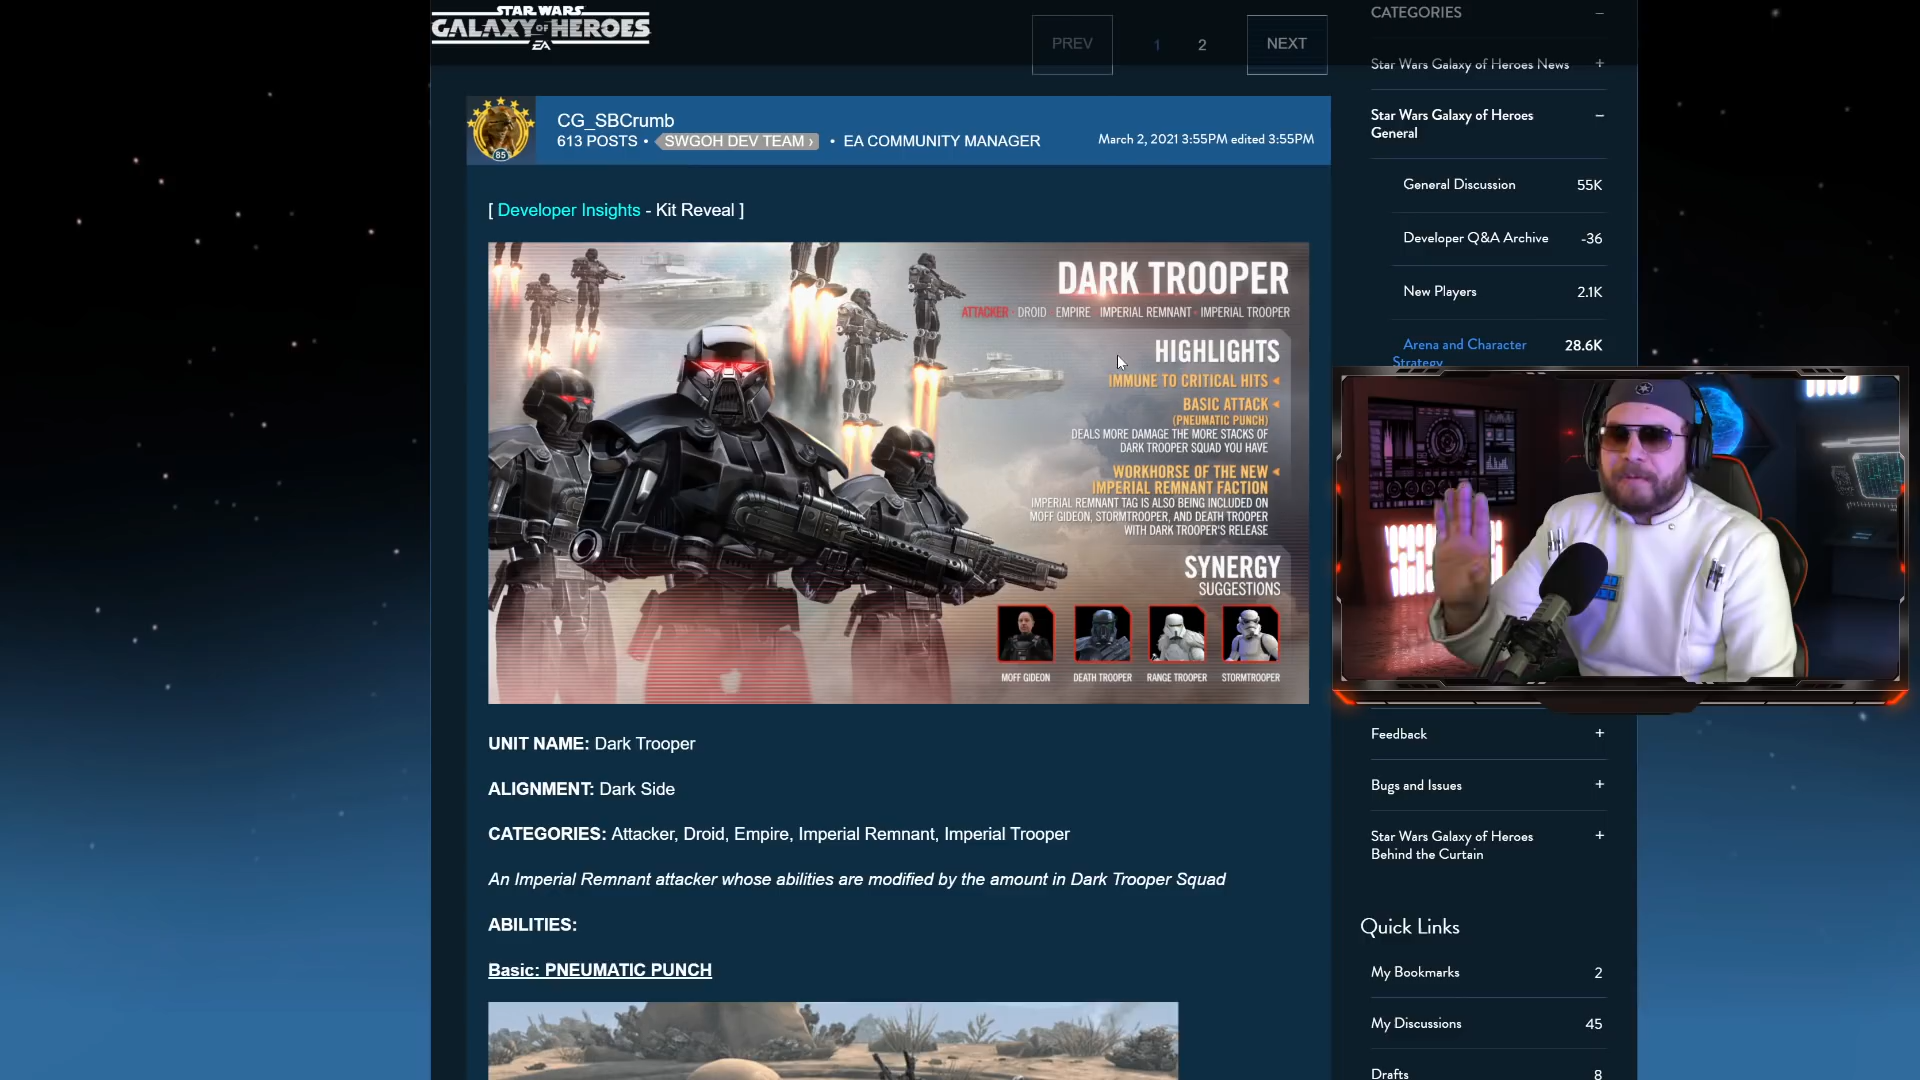 STAR WARS
GALAXY OF HEROES
EA
PREV
1
2
NEXT
CG_SBCrumb
613 POSTS • SWGOH DEV TEAM › • EA COMMUNITY MANAGER
March 2, 2021 3:55PM edited 3:55PM
85
[ Developer Insights - Kit Reveal ]
DARK TROOPER
ATTACKER · DROID EMPIRE IMPERIAL REMNANT · IMPERIAL TROOPER
HIGHLIGHTS
IMMUNE TO CRITICAL HITS
BASIC ATTACK
(PNEUMATIC PUNCH)
DEALS MORE DAMAGE THE MORE STACKS OF
DARK TROOPER SQUAD YOU HAVE
WORKHORSE OF THE NEW
IMPERIAL REMNANT FACTION
IMPERIAL REMNANT TAG IS ALSO BEING INCLUDED ON
MOFF GIDEON, STORMTROOPER, AND DEATH TROOPER
WITH DARK TROOPER'S RELEASE
SYNERGY
SUGGESTIONS
MOFF GIDEON
DEATH TROOPER
RANGE TROOPER
STORMTROOPER
UNIT NAME: Dark Trooper
ALIGNMENT: Dark Side
CATEGORIES: Attacker, Droid, Empire, Imperial Remnant, Imperial Trooper
An Imperial Remnant attacker whose abilities are modified by the amount in Dark Trooper Squad
ABILITIES:
Basic: PNEUMATIC PUNCH
CATEGORIES −
Star Wars Galaxy of Heroes News +
Star Wars Galaxy of Heroes −
General
General Discussion 55K
Developer Q&A Archive -36
New Players 2.1K
Arena and Character 28.6K
Strategy
Feedback +
Bugs and Issues +
Star Wars Galaxy of Heroes +
Behind the Curtain
Quick Links
My Bookmarks 2
My Discussions 45
Drafts 8